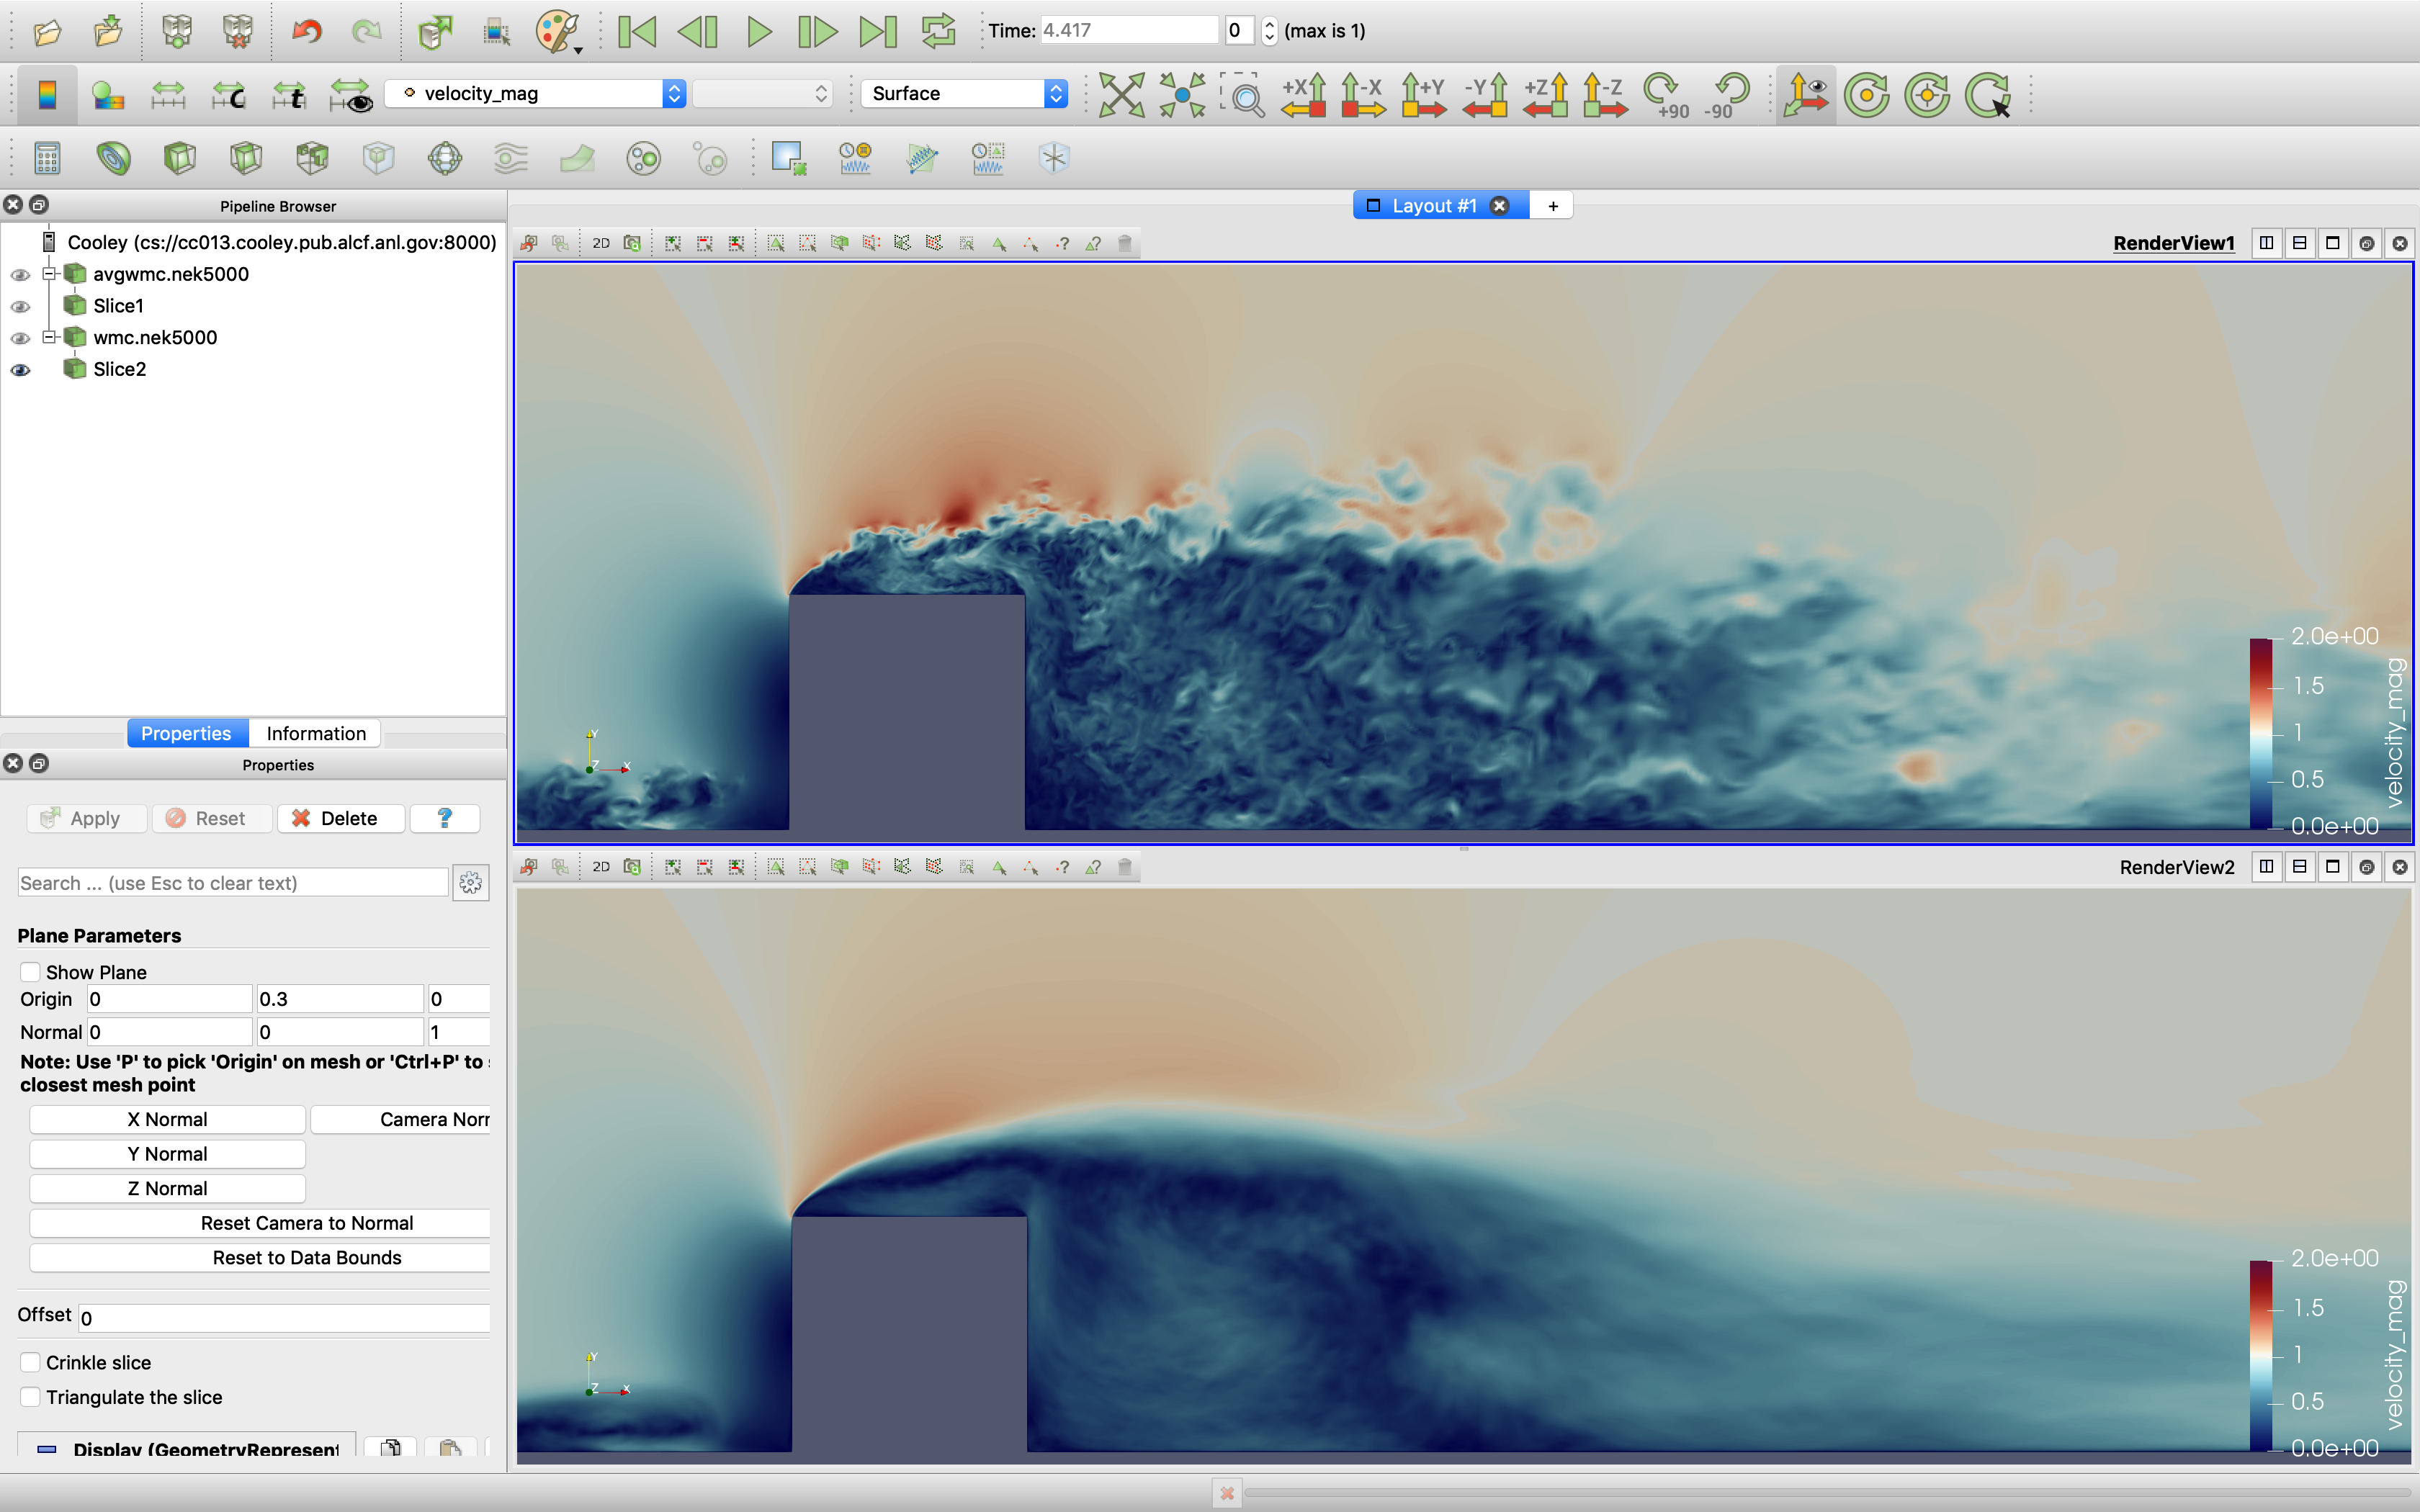 Time: 4.417 0 (max is 1)
velocity_mag Surface +X -X +Y -Y +Z -Z +90 -90
C t
Pipeline Browser
Layout #1 +
Cooley (cs://cc013.cooley.pub.alcf.anl.gov:8000)
avgwmc.nek5000
Slice1
wmc.nek5000
Slice2
2D ? ? RenderView1
2.0e+00
1.5
1
0.5
0.0e+00
velocity_mag
Y
Z X
Properties Information
Properties
Apply Reset Delete ?
Search ... (use Esc to clear text)
Plane Parameters
Show Plane
Origin 0 0.3 0
Normal 0 0 1
Note: Use 'P' to pick 'Origin' on mesh or 'Ctrl+P' to
closest mesh point
X Normal Camera Norr
Y Normal
Z Normal
Reset Camera to Normal
Reset to Data Bounds
Offset 0
Crinkle slice
Triangulate the slice
Display (GeometryRepresent
2D ? ? RenderView2
2.0e+00
1.5
1
0.5
0.0e+00
velocity_mag
Y
Z X